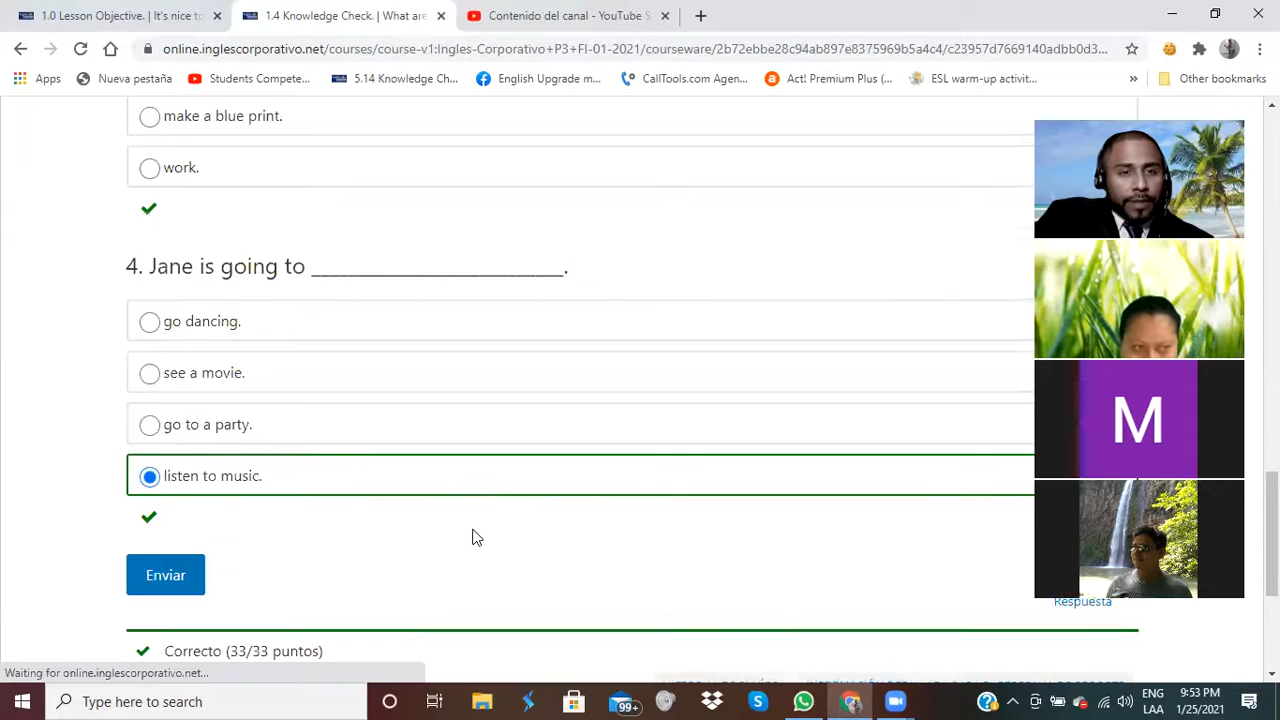 1.0 Lesson Objective. | It's nice to
1.4 Knowledge Check. | What are
Contenido del canal - YouTube S
online.inglescorporativo.net/courses/course-v1:Ingles-Corporativo+P3+FI-01-2021/courseware/2b72ebbe28c94ab897e8375969b5a4c4/c23957d7669140adbb0d3...
Apps
Nueva pestaña
Students Compete...
5.14 Knowledge Ch...
English Upgrade m...
CallTools.com Agen...
Act! Premium Plus (...
ESL warm-up activit...
»
Other bookmarks
make a blue print.
work.
4. Jane is going to ________________________.
go dancing.
see a movie.
go to a party.
listen to music.
M
Enviar
Respuesta
Correcto (33/33 puntos)
Waiting for online.inglescorporativo.net...
Type here to search
99+
ENG
LAA
9:53 PM
1/25/2021